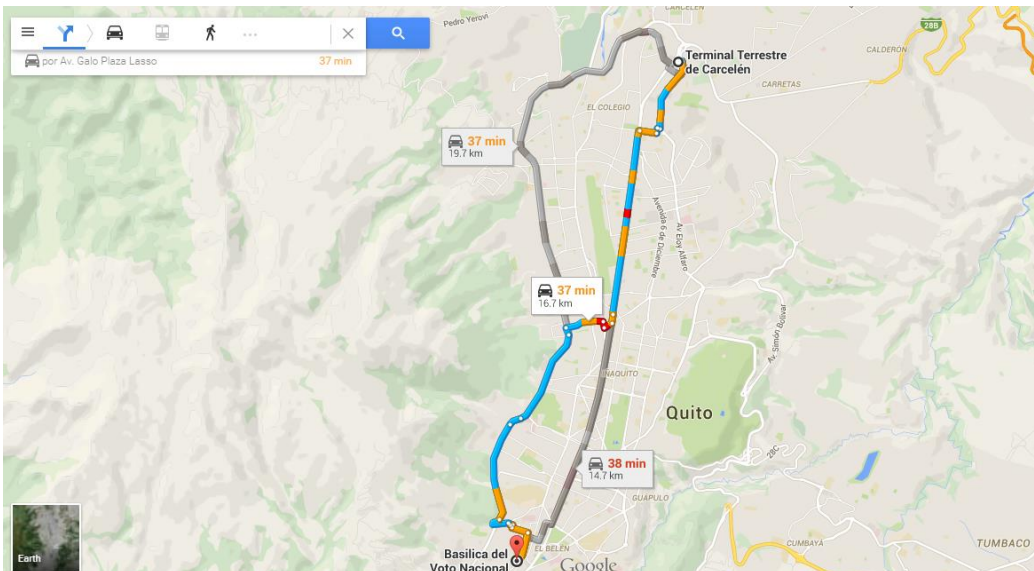 Pedro Yerovi
28B
por Av. Galo Plaza Lasso 37 min
CALDERÓN
Terminal Terrestre
de Carcelén
CARRETAS
EL COLEGIO
37 min
19.7 km
Avenida 6 de Diciembre
Av Eloy Alfaro
37 min
16.7 km
Av. Simón Bolívar
IÑAQUITO
Quito
28C
38 min
14.7 km
GUAPULO
Earth
EL BELÉN
CUMBAYÁ
TUMBACO
Basilica del
Voto Nacional
Google